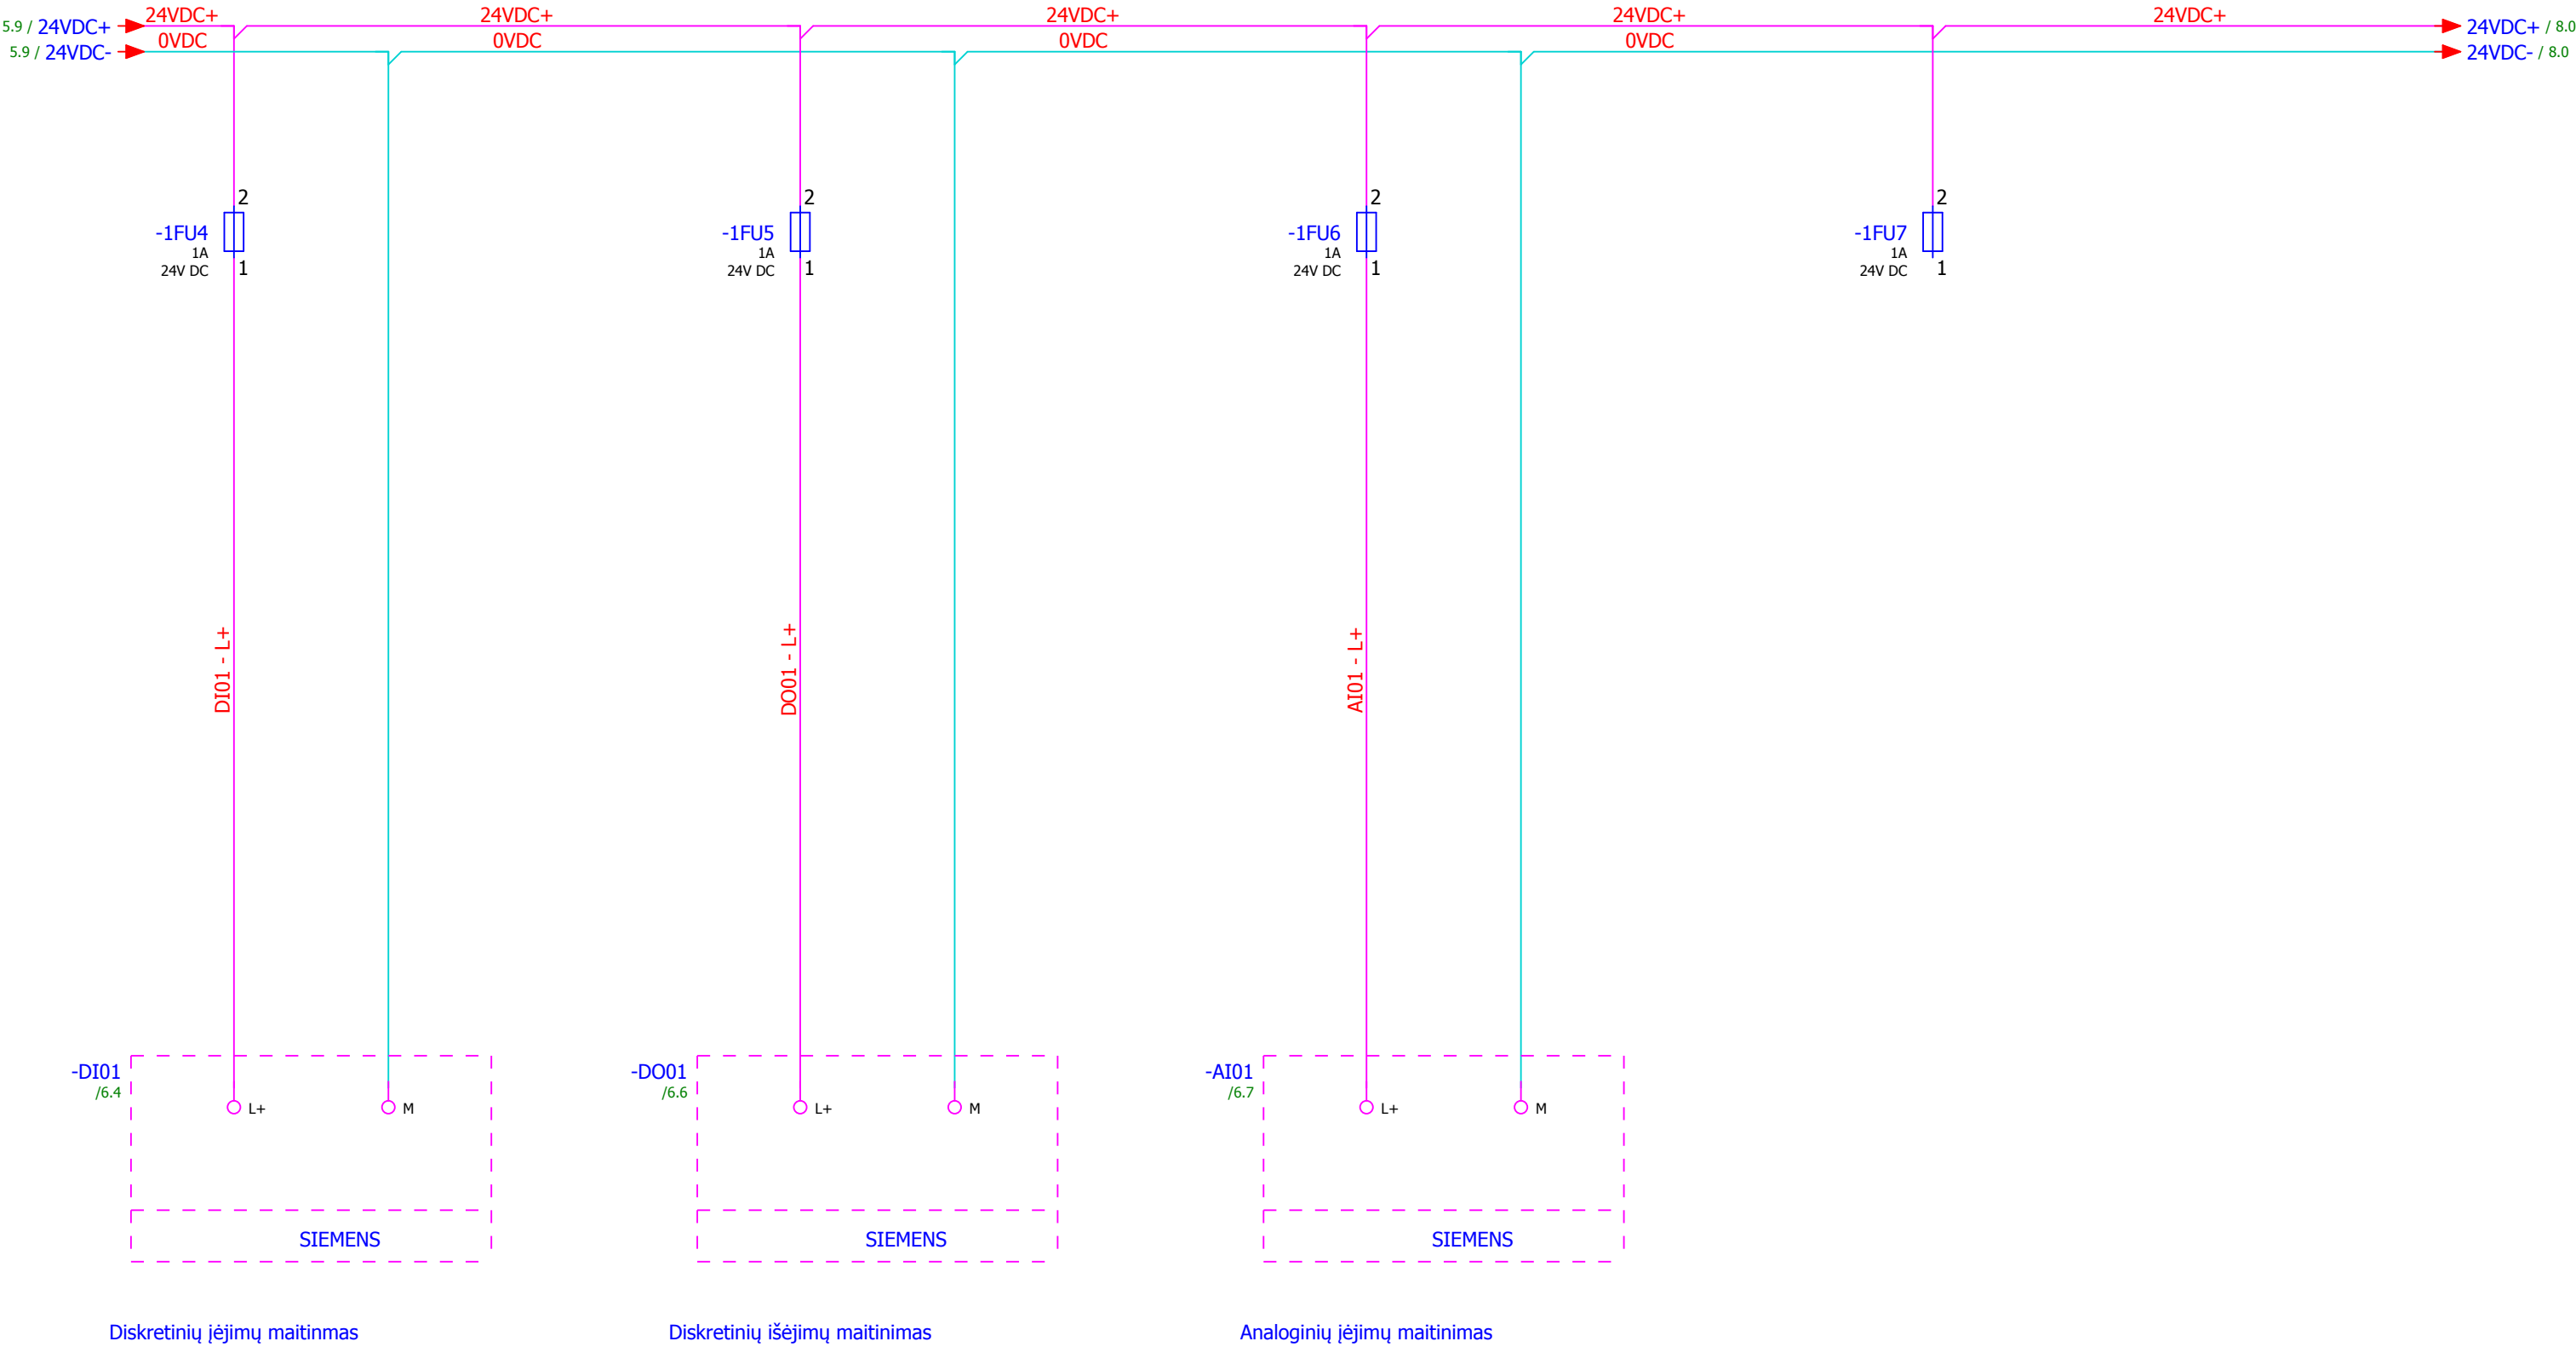 24VDC+ 24VDC+ 24VDC+ 24VDC+ 24VDC+
5.9 / 24VDC+ 24VDC+ / 8.0
0VDC 0VDC 0VDC 0VDC
5.9 / 24VDC- 24VDC- / 8.0
2 2 2 2
-1FU4 -1FU5 -1FU6 -1FU7
1A 1A 1A 1A
24V DC 1 24V DC 1 24V DC 1 24V DC 1
DI01 - L+ DO01 - L+ AI01 - L+
-DI01 -DO01 -AI01
/6.4 /6.6 /6.7
L+ M L+ M L+ M
SIEMENS SIEMENS SIEMENS
Diskretinių įėjimų maitinmas Diskretinių išėjimų maitinimas Analoginių įėjimų maitinimas